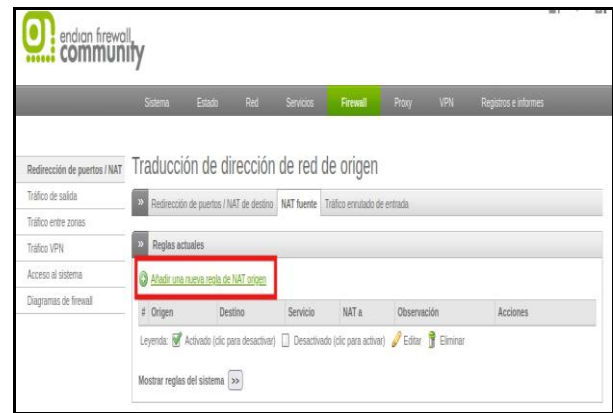 endian firewall
community
Sistema Estado Red Servicios Firewall Proxy VPN Registros e informes
Redirección de puertos / NAT
Tráfico de salida
Tráfico entre zonas
Tráfico VPN
Acceso al sistema
Diagramas de firewall
Traducción de dirección de red de origen
» Redirección de puertos / NAT de destino NAT fuente Tráfico enrutado de entrada
» Reglas actuales
Añadir una nueva regla de NAT origen
# Origen Destino Servicio NAT a Observación Acciones
Leyenda: Activado (clic para desactivar) Desactivado (clic para activar) Editar Eliminar
Mostrar reglas del sistema >>